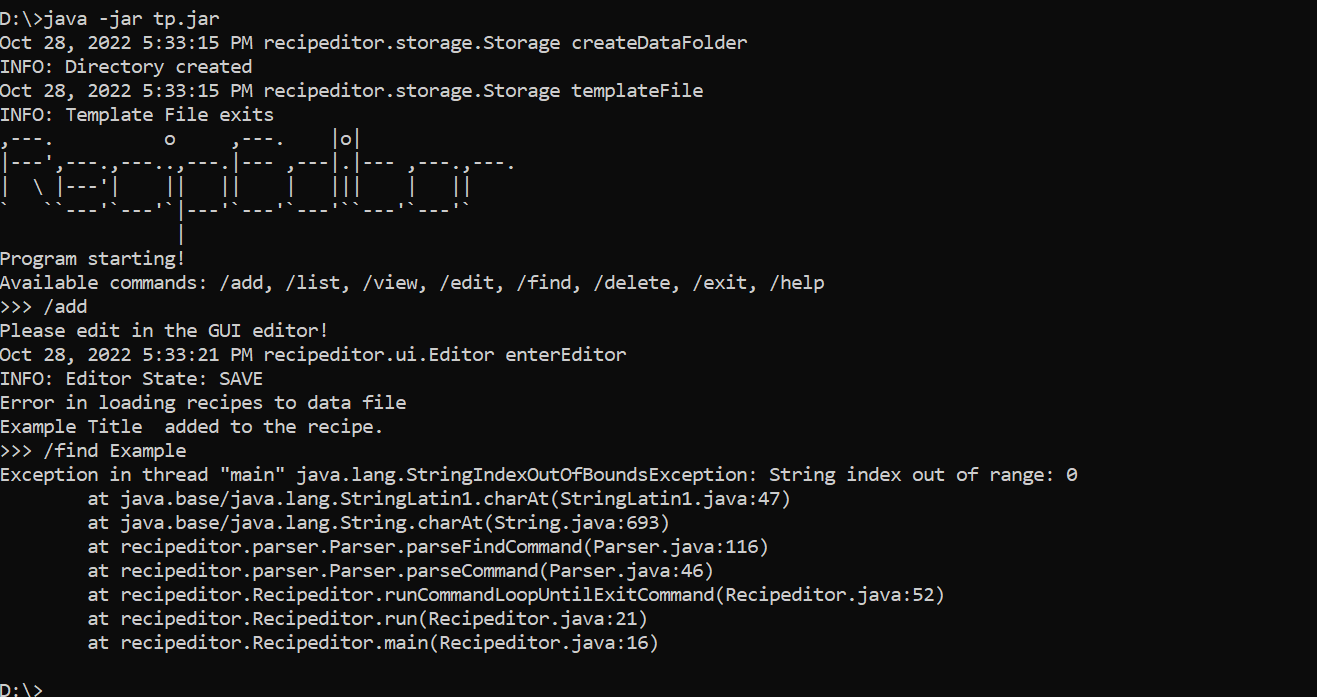 D:\>java -jar tp.jar
Oct 28, 2022 5:33:15 PM recipeditor.storage.Storage createDataFolder
INFO: Directory created
Oct 28, 2022 5:33:15 PM recipeditor.storage.Storage templateFile
INFO: Template File exits
,---.          o     ,---.    |o|
|---',---.,---..,---.|--- ,---|.|--- ,---.,---.
|  \ |---'|    ||   ||    |   |||    |   ||
`   ``---'`---'`|---'`---'`---'``---'`---'`
                |
Program starting!
Available commands: /add, /list, /view, /edit, /find, /delete, /exit, /help
>>> /add
Please edit in the GUI editor!
Oct 28, 2022 5:33:21 PM recipeditor.ui.Editor enterEditor
INFO: Editor State: SAVE
Error in loading recipes to data file
Example Title  added to the recipe.
>>> /find Example
Exception in thread "main" java.lang.StringIndexOutOfBoundsException: String index out of range: 0
        at java.base/java.lang.StringLatin1.charAt(StringLatin1.java:47)
        at java.base/java.lang.String.charAt(String.java:693)
        at recipeditor.parser.Parser.parseFindCommand(Parser.java:116)
        at recipeditor.parser.Parser.parseCommand(Parser.java:46)
        at recipeditor.Recipeditor.runCommandLoopUntilExitCommand(Recipeditor.java:52)
        at recipeditor.Recipeditor.run(Recipeditor.java:21)
        at recipeditor.Recipeditor.main(Recipeditor.java:16)
D:\>